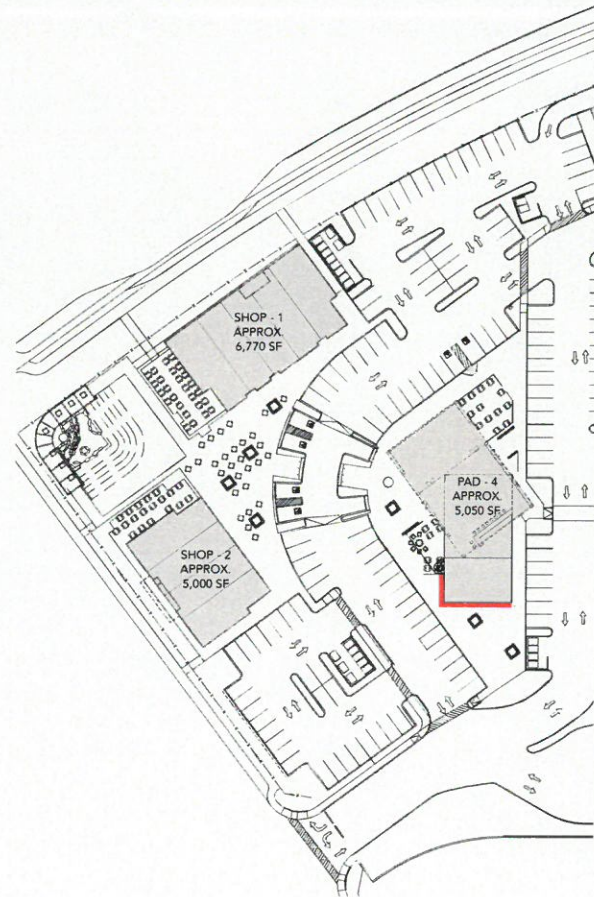 SHOP - 1
APPROX.
6,770 SF
PAD - 4
APPROX.
5,050 SF
SHOP - 2
APPROX.
5,000 SF